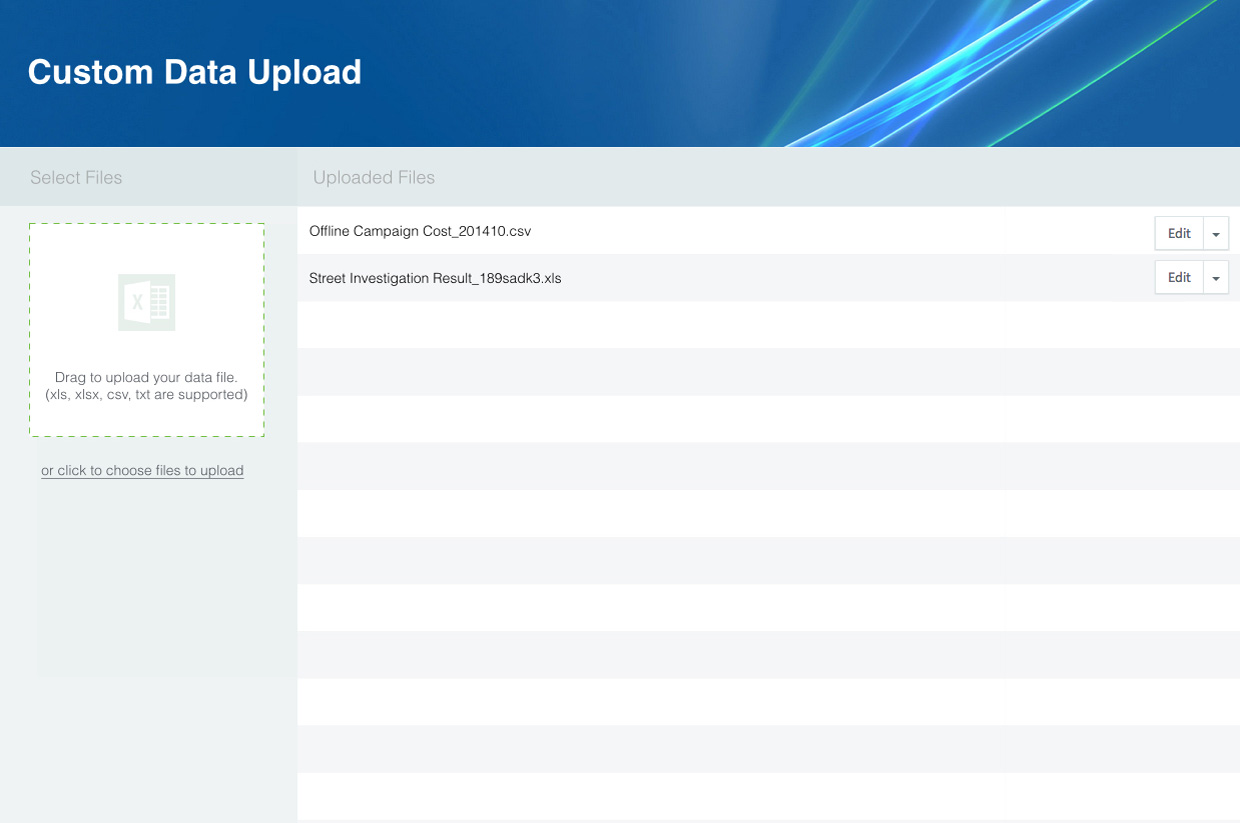 Custom Data Upload
Select Files
Uploaded Files
Offline Campaign Cost_201410.csv
Edit
Street Investigation Result_189sadk3.xls
Edit
X
Drag to upload your data file.
(xls, xlsx, csv, txt are supported)
or click to choose files to upload